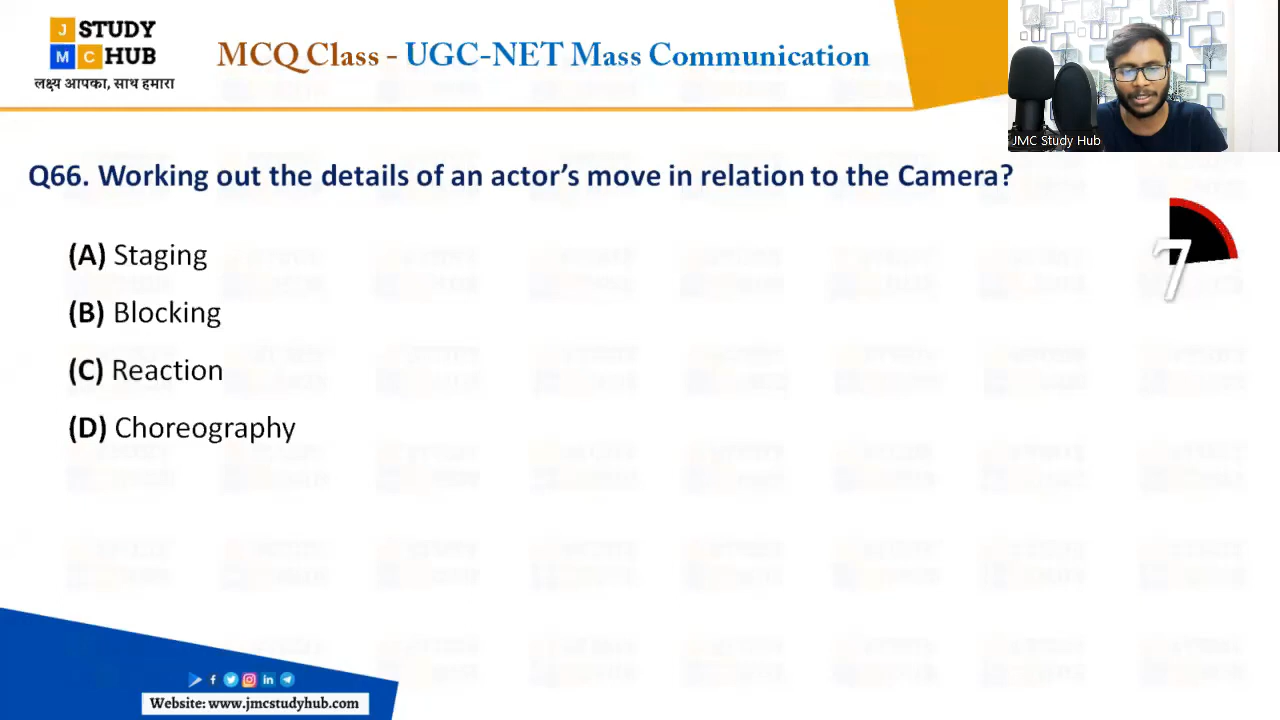 J STUDY
M C HUB
लक्ष्य आपका, साथ हमारा
MCQ Class - UGC-NET Mass Communication
JMC Study Hub
Q66. Working out the details of an actor’s move in relation to the Camera?
7
(A) Staging
(B) Blocking
(C) Reaction
(D) Choreography
Website: www.jmcstudyhub.com